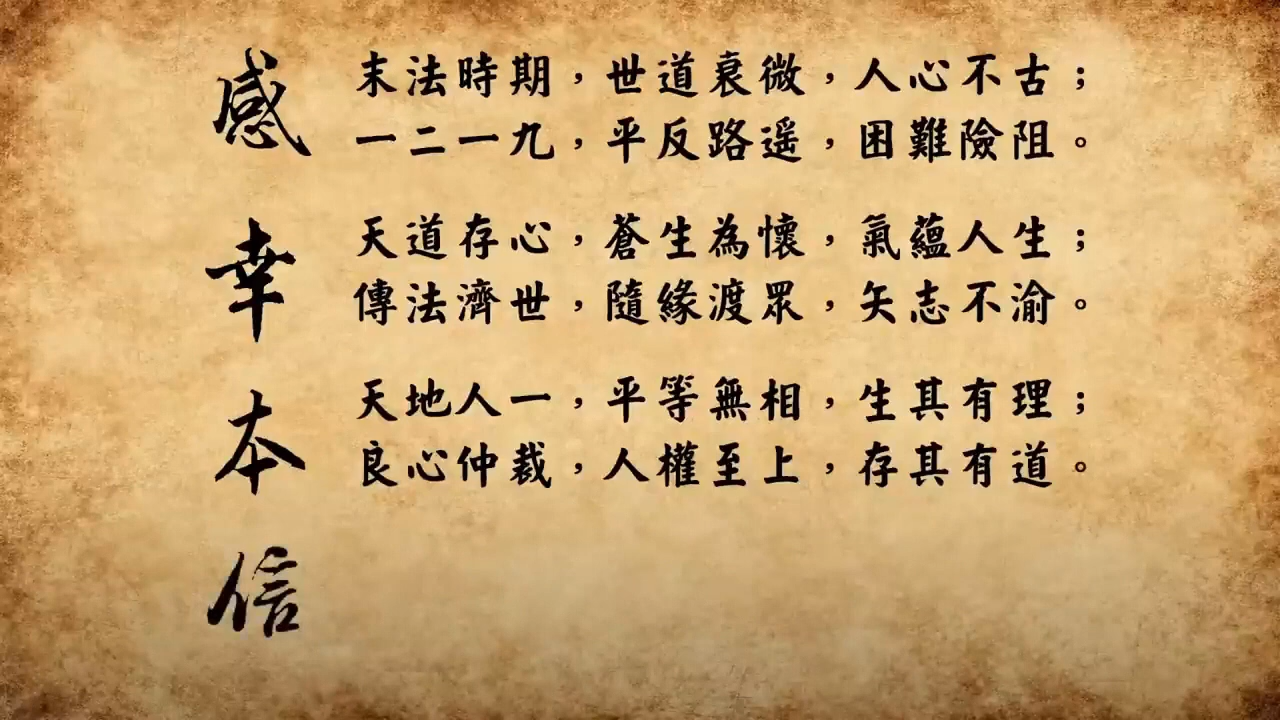 感幸本信
末法時期，世道衰微，人心不古；
一二一九，平反路遥，困難險阻。
天道存心，蒼生為懷，氣蘊人生；
傳法濟世，隨緣渡眾，矢志不渝。
天地人一，平等無相，生其有理；
良心仲裁，人權至上，存其有道。